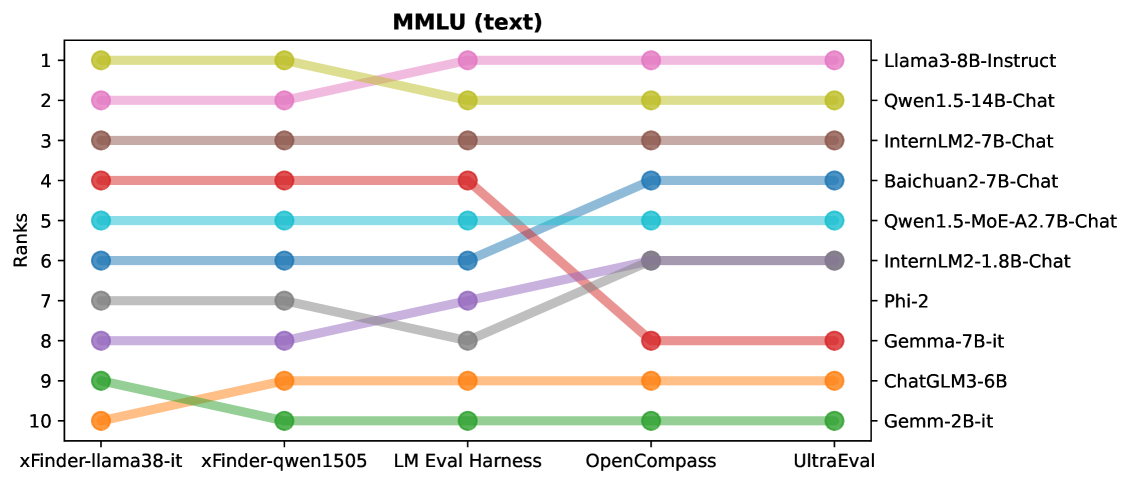 MMLU (text)
Ranks
1
2
3
4
5
6
7
8
9
10
Llama3-8B-Instruct
Qwen1.5-14B-Chat
InternLM2-7B-Chat
Baichuan2-7B-Chat
Qwen1.5-MoE-A2.7B-Chat
InternLM2-1.8B-Chat
Phi-2
Gemma-7B-it
ChatGLM3-6B
Gemm-2B-it
xFinder-llama38-it
xFinder-qwen1505
LM Eval Harness
OpenCompass
UltraEval